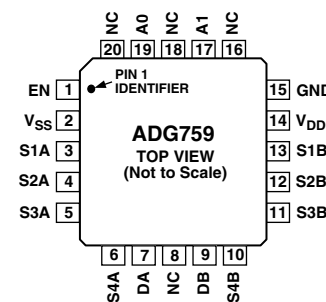 NC A0 NC A1 NC
20 19 18 17 16
PIN 1
IDENTIFIER
EN 1
VSS 2
S1A 3
S2A 4
S3A 5
ADG759
TOP VIEW
(Not to Scale)
15 GND
14 VDD
13 S1B
12 S2B
11 S3B
6 7 8 9 10
S4A DA NC DB S4B